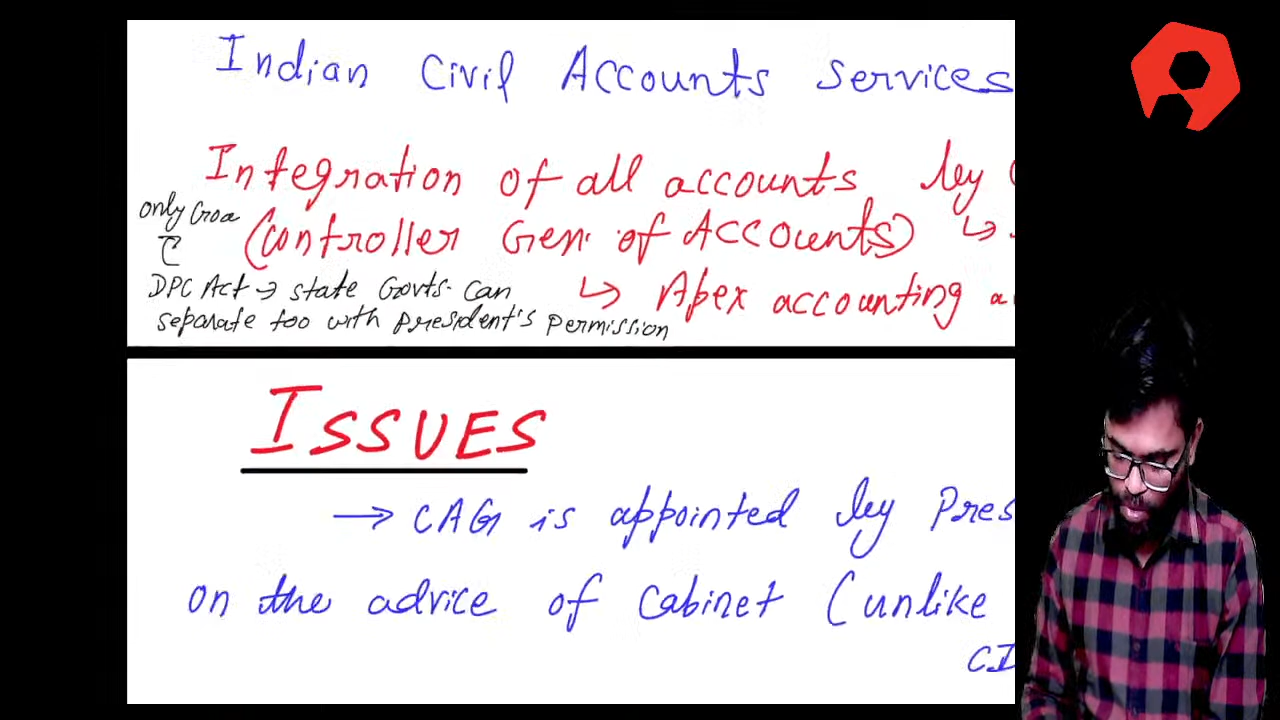 Indian Civil Accounts Services
Integration of all accounts by
only Goa
(Controller Gen. of Accounts)
DPC Act → state Govts. can
↳ Apex accounting
separate too with president's permission
ISSUES
→ CAG is appointed by Pres
on the advice of Cabinet (unlike
CI